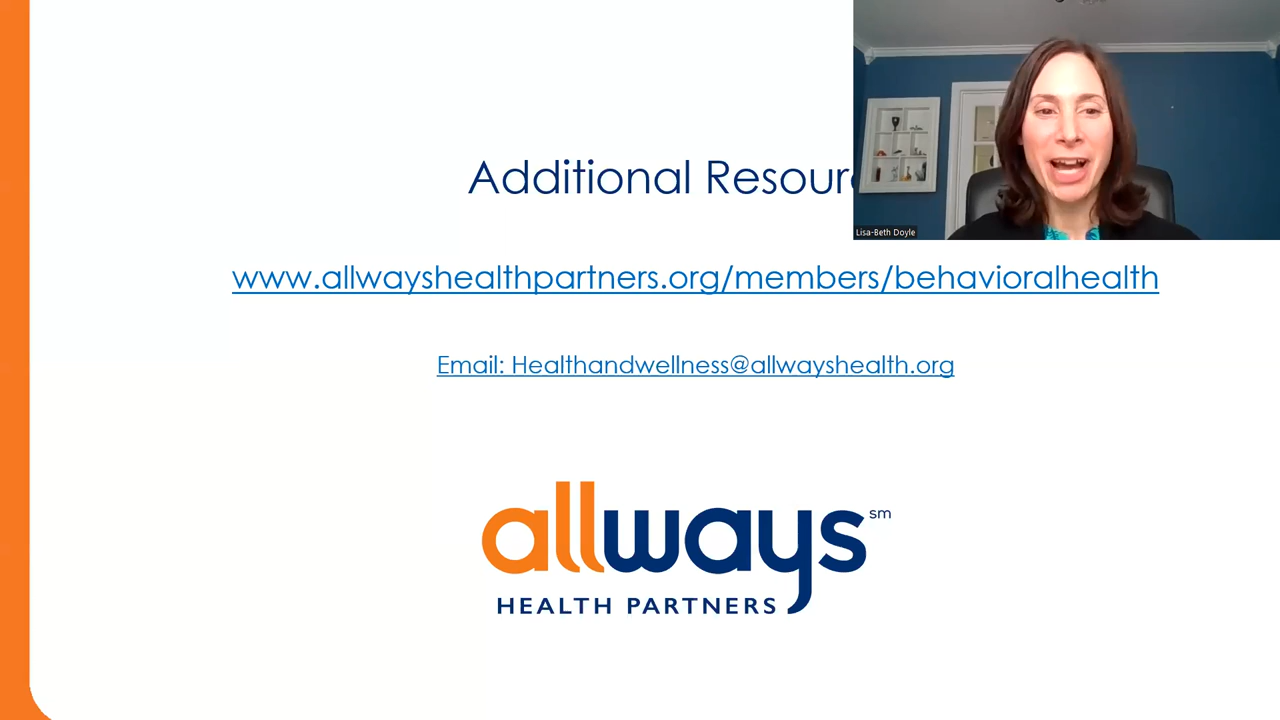 Additional Resour
Lisa-Beth Doyle
www.allwayshealthpartners.org/members/behavioralhealth
Email: Healthandwellness@allwayshealth.org
allways
sm
HEALTH PARTNERS